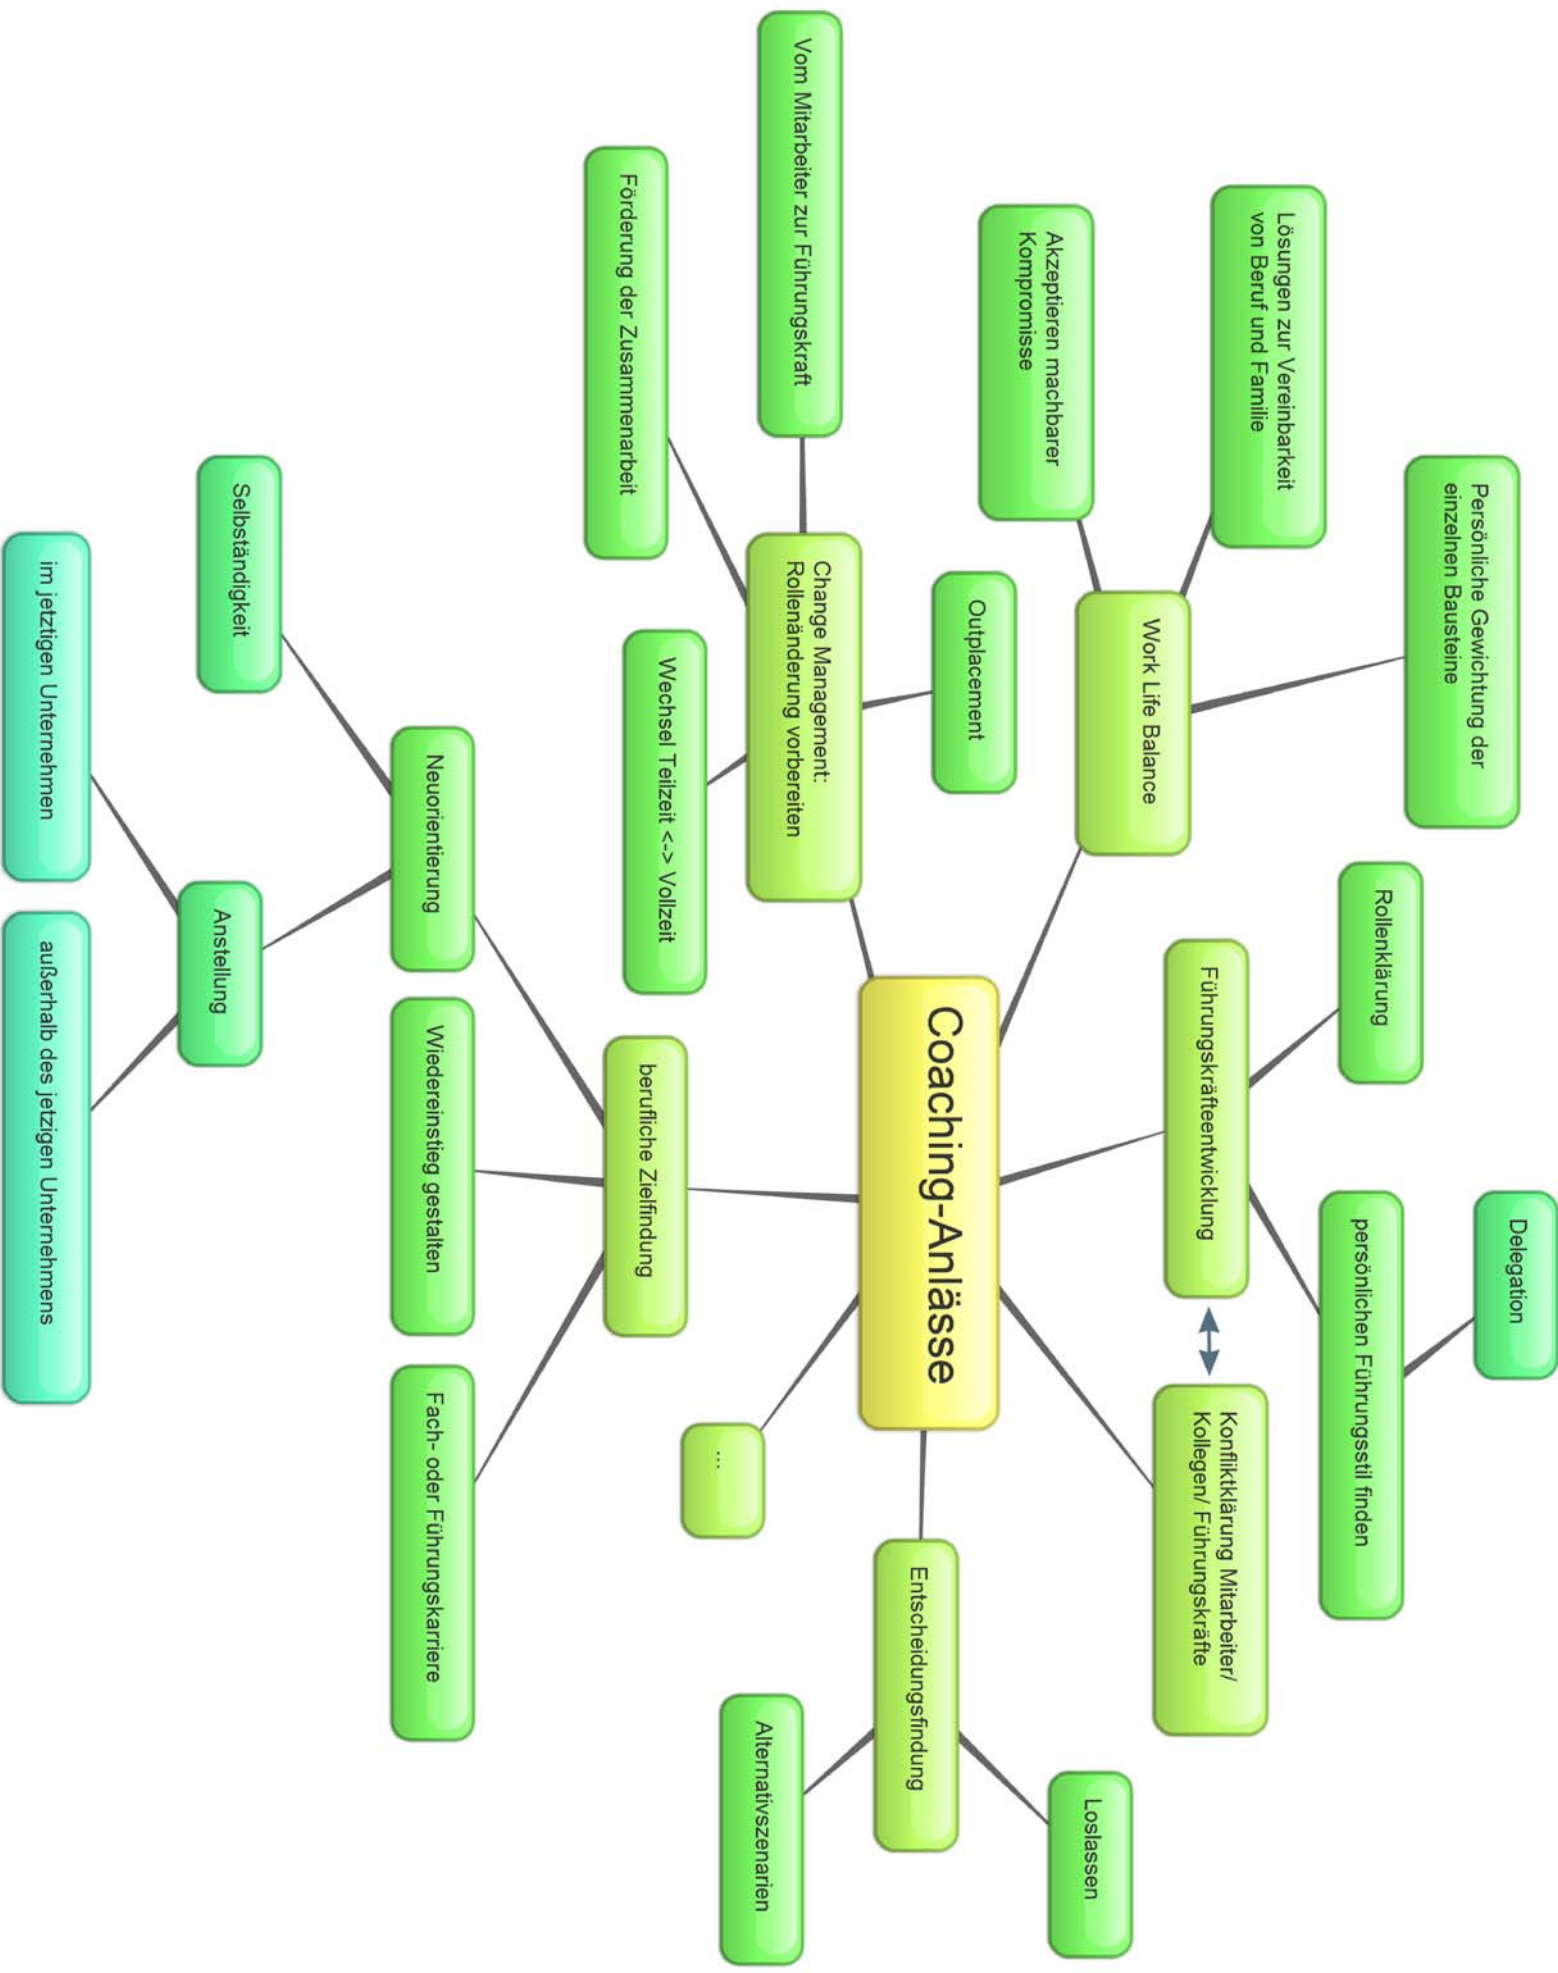 Persönliche Gewichtung der
einzelnen Bausteine
Lösungen zur Vereinbarkeit
von Beruf und Familie
Akzeptieren machbarer
Kompromisse
Work Life Balance
Rollenklärung
Delegation
persönlichen Führungsstil finden
Führungskräfteentwicklung
Konfliktklärung Mitarbeiter/
Kollegen/ Führungskräfte
Coaching-Anlässe
Outplacement
Change Management:
Rollenänderung vorbereiten
Vom Mitarbeiter zur Führungskraft
Förderung der Zusammenarbeit
Wechsel Teilzeit <-> Vollzeit
Loslassen
Entscheidungsfindung
Alternativszenarien
...
berufliche Zielfindung
Neuorientierung
Wiedereinstieg gestalten
Fach- oder Führungskarriere
Selbständigkeit
Anstellung
im jetztigen Unternehmen
außerhalb des jetzigen Unternehmens